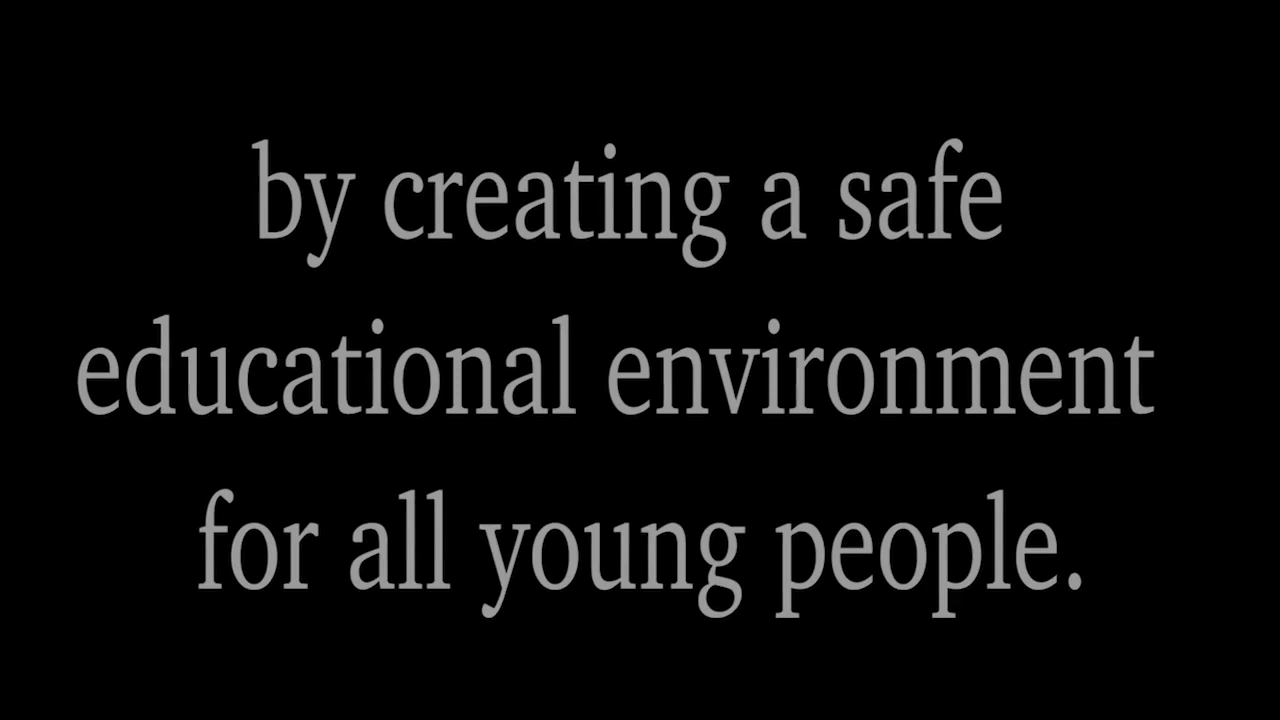 by creating a safe
educational environment
for all young people.